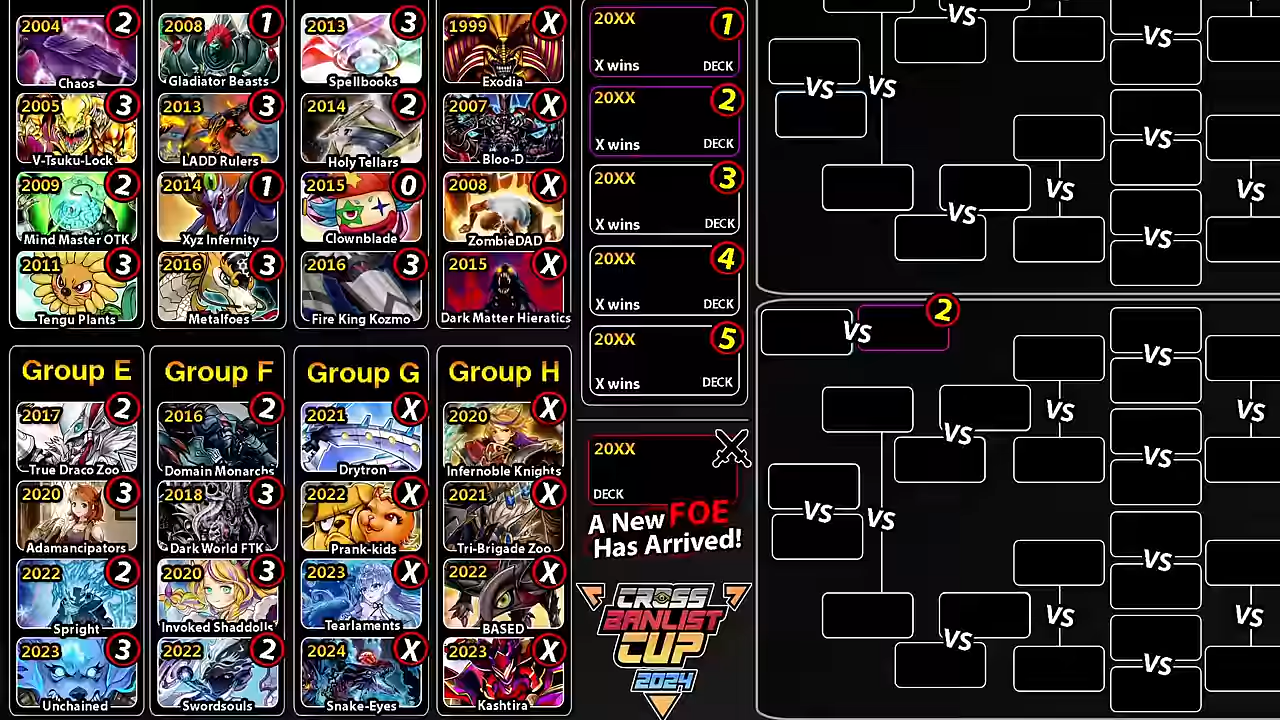 2004 2
Chaos
2005 3
V-Tsuku-Lock
2009 2
Mind Master OTK
2011 3
Tengu Plants
2008 1
Gladiator Beasts
2013 3
LADD Rulers
2014 1
Xyz Infernity
2016 3
Metalfoes
2013 3
Spellbooks
2014 2
Holy Tellars
2015 0
Clownblade
2016 3
Fire King Kozmo
1999 X
Exodia
2007 X
Bloo-D
2008 X
ZombieDAD
2015 X
Dark Matter Hieratics
Group E
2017 2
True Draco Zoo
2020 3
Adamancipators
2022 2
Spright
2023 3
Unchained
Group F
2016 2
Domain Monarchs
2018 3
Dark World FTK
2020 3
Invoked Shaddolls
2022 2
Swordsouls
Group G
2021 X
Drytron
2022 X
Prank-kids
2023 X
Tearlaments
2024 X
Snake-Eyes
Group H
2020 X
Infernoble Knights
2021 X
Tri-Brigade Zoo
2022 X
BASED
2023 X
Kashtira
20XX 1
X wins DECK
20XX 2
X wins DECK
20XX 3
X wins DECK
20XX 4
X wins DECK
20XX 5
X wins DECK
20XX
DECK
A New FOE
Has Arrived!
CROSS
BANLIST
CUP
2024
VS
VS
VS VS
VS
VS
VS VS
VS
VS
2
VS
VS
VS VS
VS
VS
VS VS
VS
VS VS
VS
VS